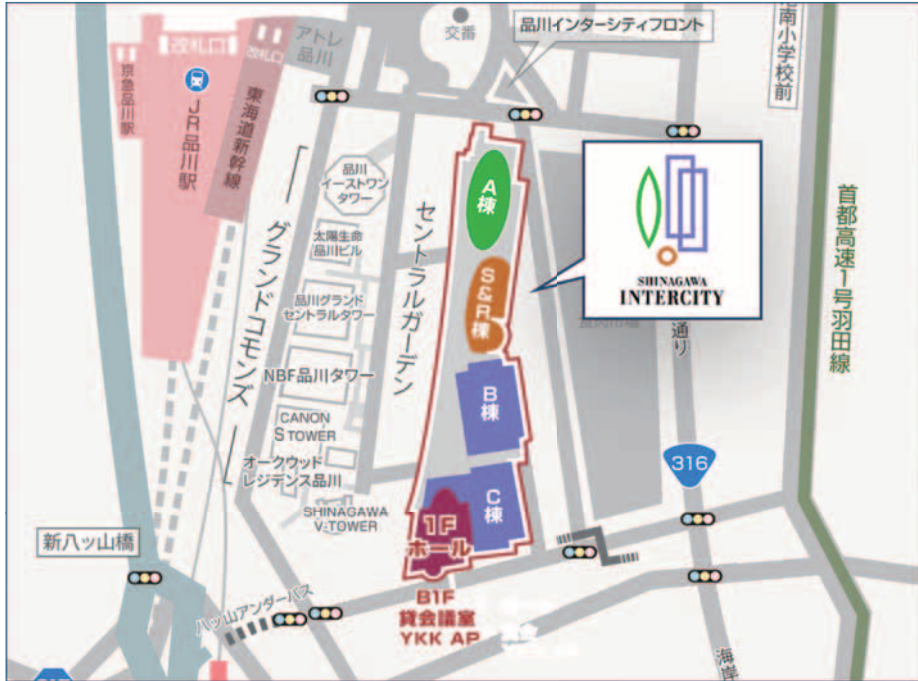 交番
品川インターシティフロント
港南小学校前
改札口
改札口
アトレ
品川
京急品川駅
JR品川駅
東海道新幹線
品川
イーストワン
タワー
太陽生命
品川ビル
品川グランド
セントラルタワー
NBF品川タワー
CANON
S TOWER
オークウッド
レジデンス品川
SHINAGAWA
V-TOWER
グランドコモンズ
セントラルガーデン
A棟
S&R棟
B棟
C棟
1F
ホール
B1F
貸会議室
YKK AP
SHINAGAWA
INTERCITY
通り
首都高速1号羽田線
316
新八ッ山橋
八ッ山アンダーパス
海岸